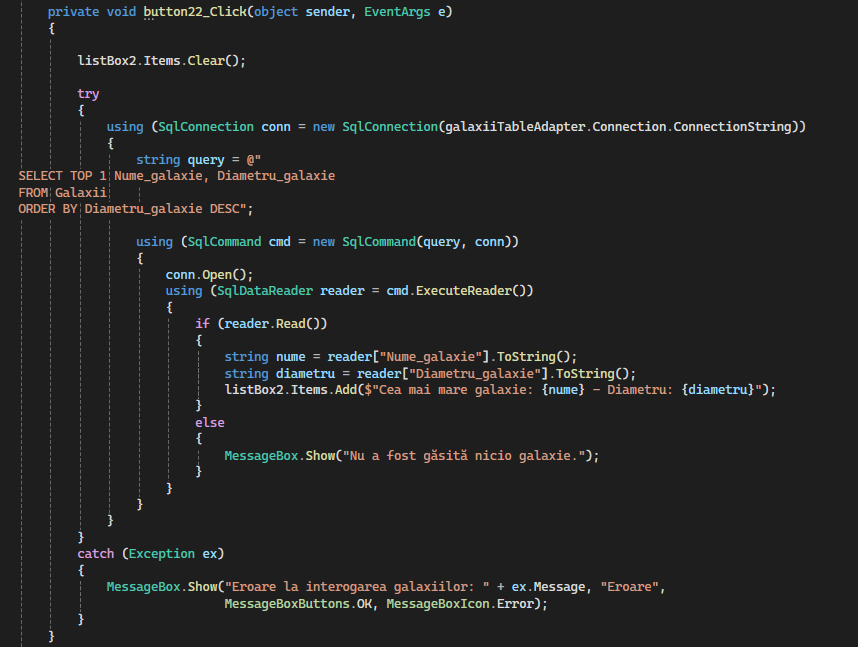 private void button22_Click(object sender, EventArgs e)
{
listBox2.Items.Clear();
try
{
using (SqlConnection conn = new SqlConnection(galaxiiTableAdapter.Connection.ConnectionString))
{
string query = @"
SELECT TOP 1 Nume_galaxie, Diametru_galaxie
FROM Galaxii
ORDER BY Diametru_galaxie DESC";
using (SqlCommand cmd = new SqlCommand(query, conn))
{
conn.Open();
using (SqlDataReader reader = cmd.ExecuteReader())
{
if (reader.Read())
{
string nume = reader["Nume_galaxie"].ToString();
string diametru = reader["Diametru_galaxie"].ToString();
listBox2.Items.Add($"Cea mai mare galaxie: {nume} - Diametru: {diametru}");
}
else
{
MessageBox.Show("Nu a fost găsită nicio galaxie.");
}
}
}
}
}
catch (Exception ex)
{
MessageBox.Show("Eroare la interogarea galaxiilor: " + ex.Message, "Eroare",
MessageBoxButtons.OK, MessageBoxIcon.Error);
}
}